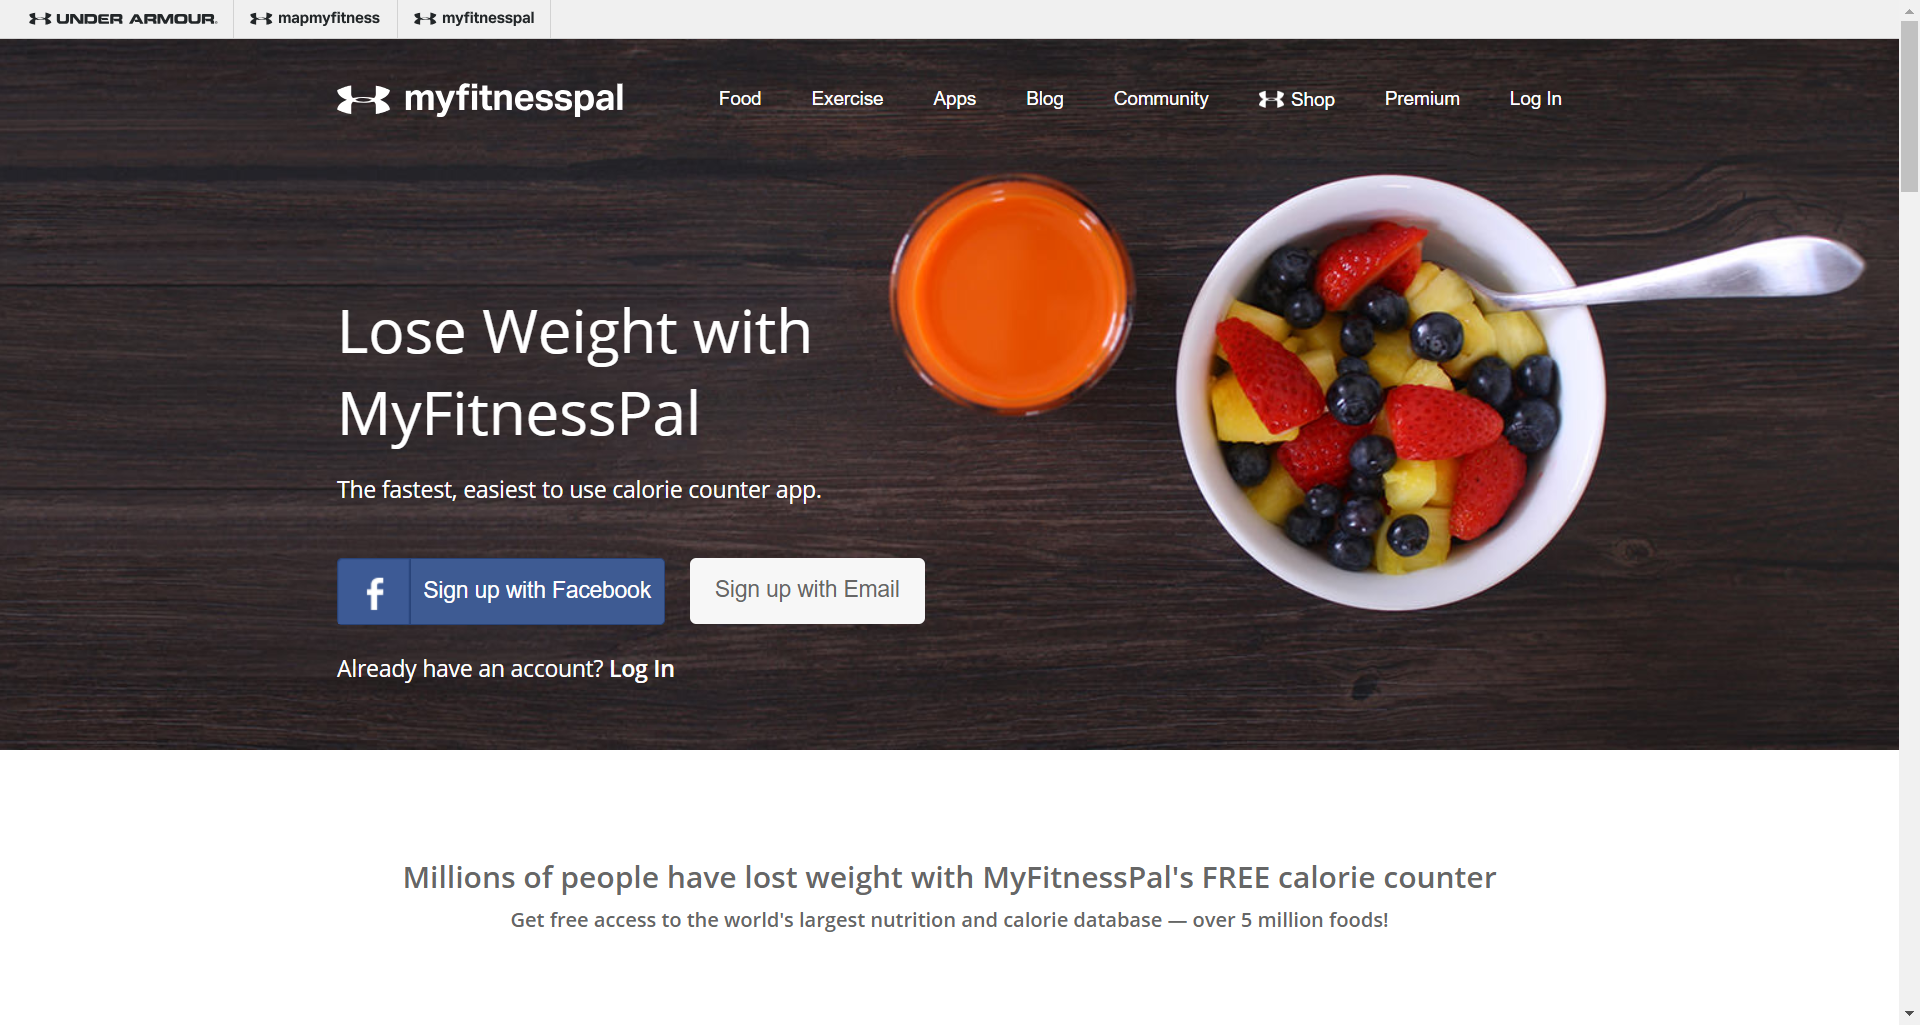 UNDER ARMOUR
mapmyfitness
myfitnesspal
myfitnesspal
Food
Exercise
Apps
Blog
Community
Shop
Premium
Log In
Lose Weight with
MyFitnessPal
The fastest, easiest to use calorie counter app.
f Sign up with Facebook
Sign up with Email
Already have an account? Log In
Millions of people have lost weight with MyFitnessPal's FREE calorie counter
Get free access to the world's largest nutrition and calorie database — over 5 million foods!